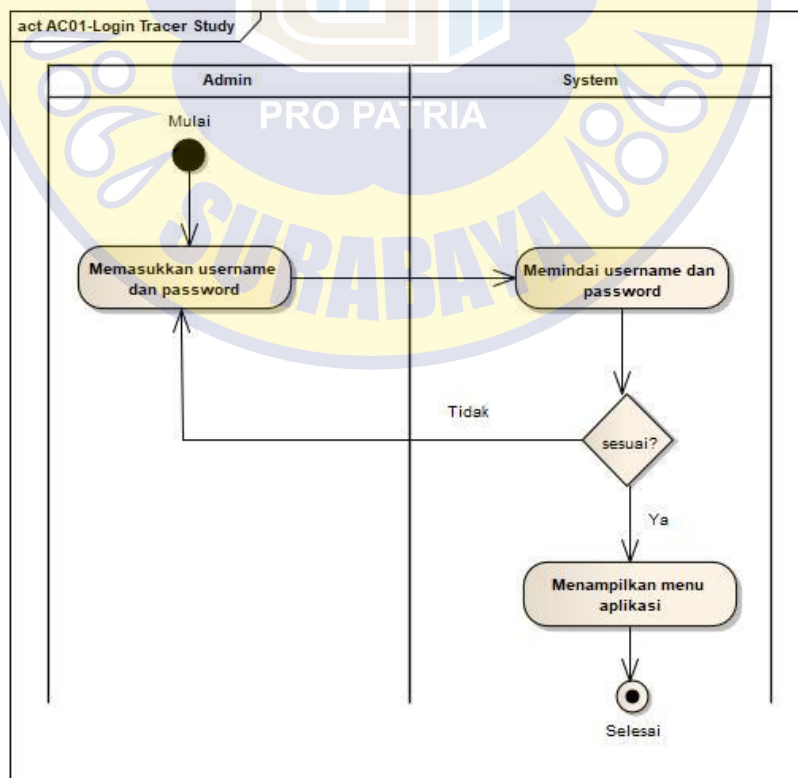 act AC01-Login Tracer Study
Admin
System
PRO PATRIA
Mulai
SURABAYA
Memasukkan username
dan password
Memindai username dan
password
Tidak
sesuai?
Ya
Menampilkan menu
aplikasi
Selesai